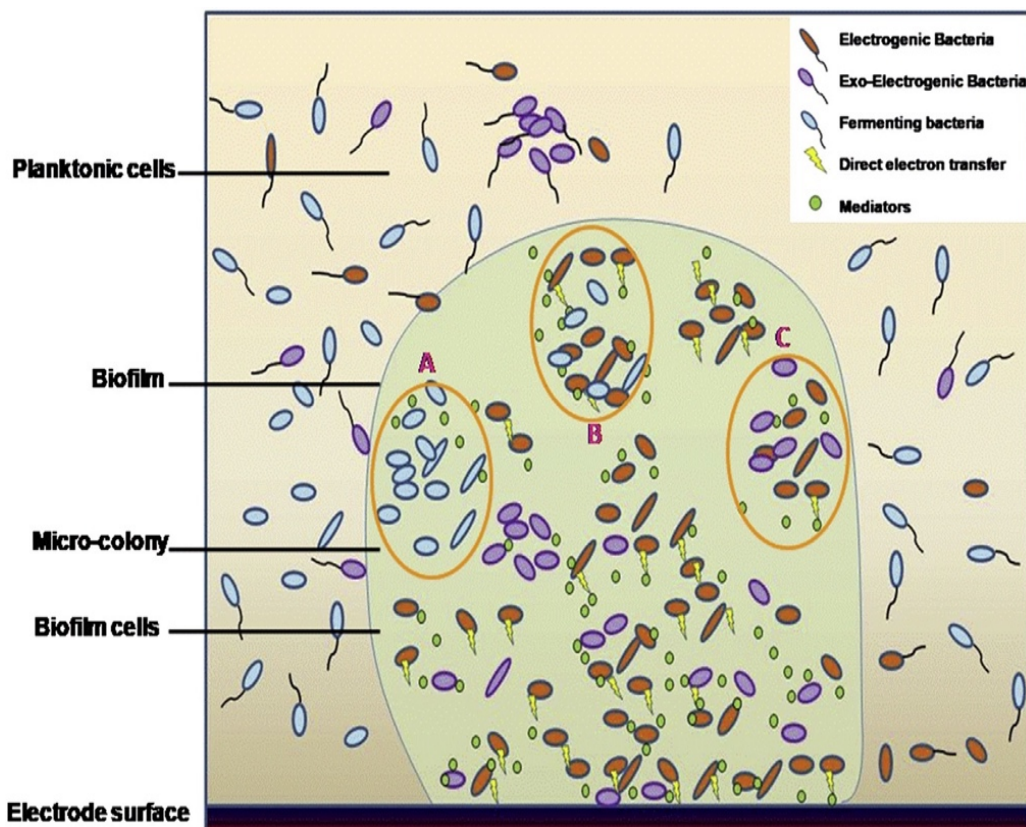 Electrogenic Bacteria
Exo-Electrogenic Bacteria
Fermenting bacteria
Direct electron transfer
Mediators
Planktonic cells
Biofilm
A
B
C
Micro-colony
Biofilm cells
Electrode surface